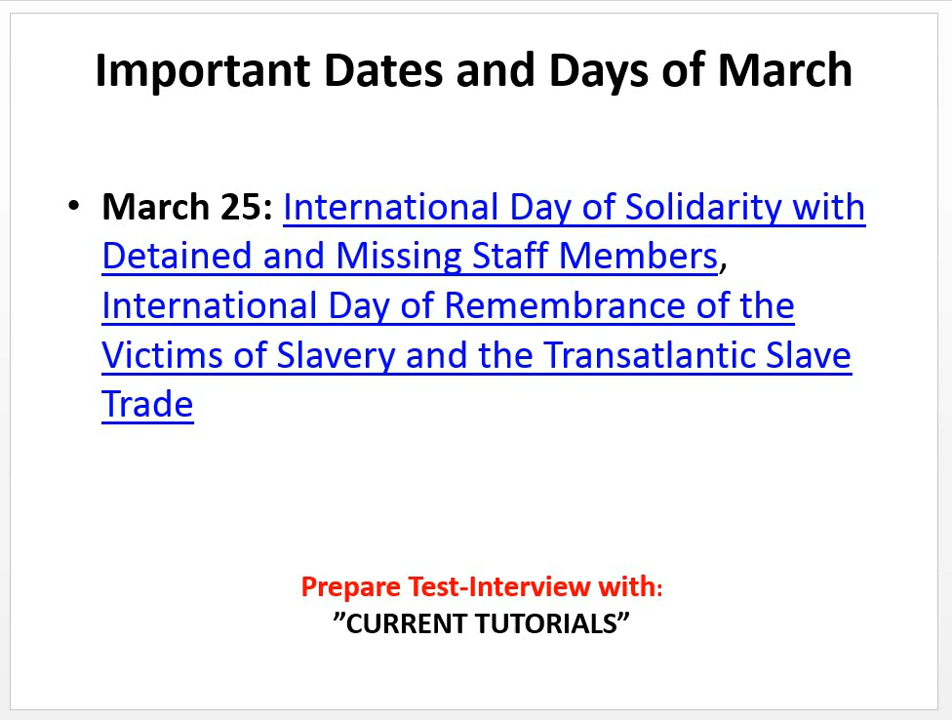 Important Dates and Days of March
• March 25: International Day of Solidarity with
Detained and Missing Staff Members,
International Day of Remembrance of the
Victims of Slavery and the Transatlantic Slave
Trade
Prepare Test-Interview with:
”CURRENT TUTORIALS”